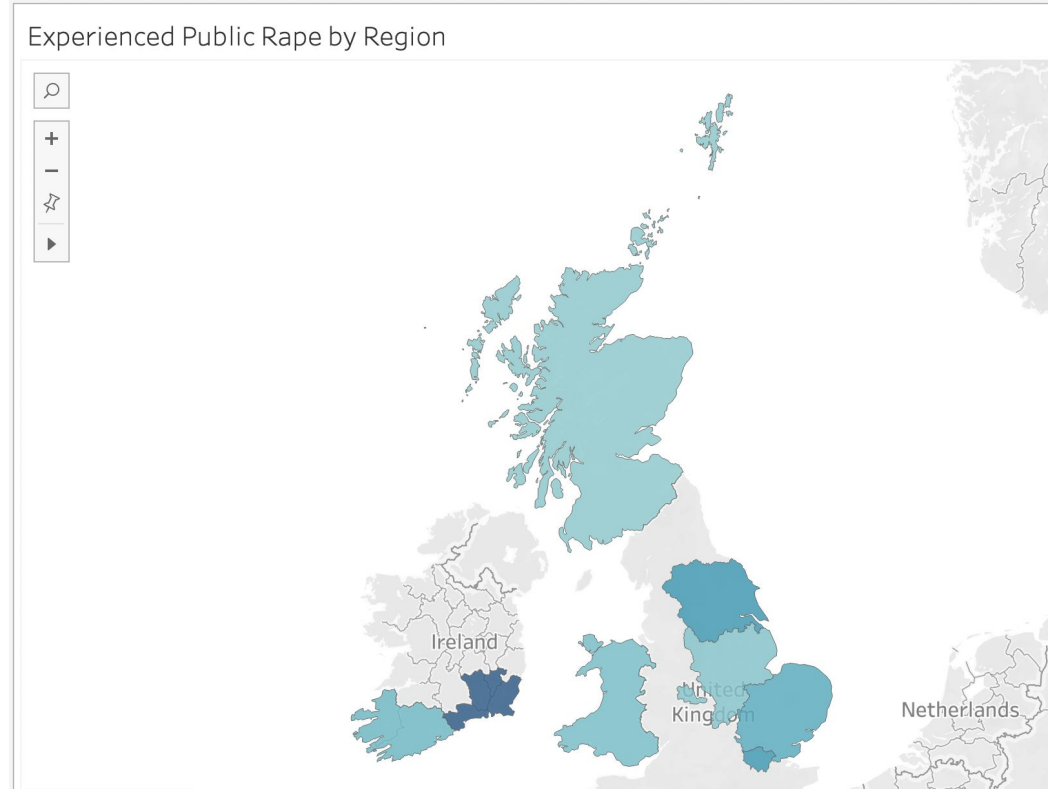 Experienced Public Rape by Region
Ireland
United
Kingdom
Netherlands